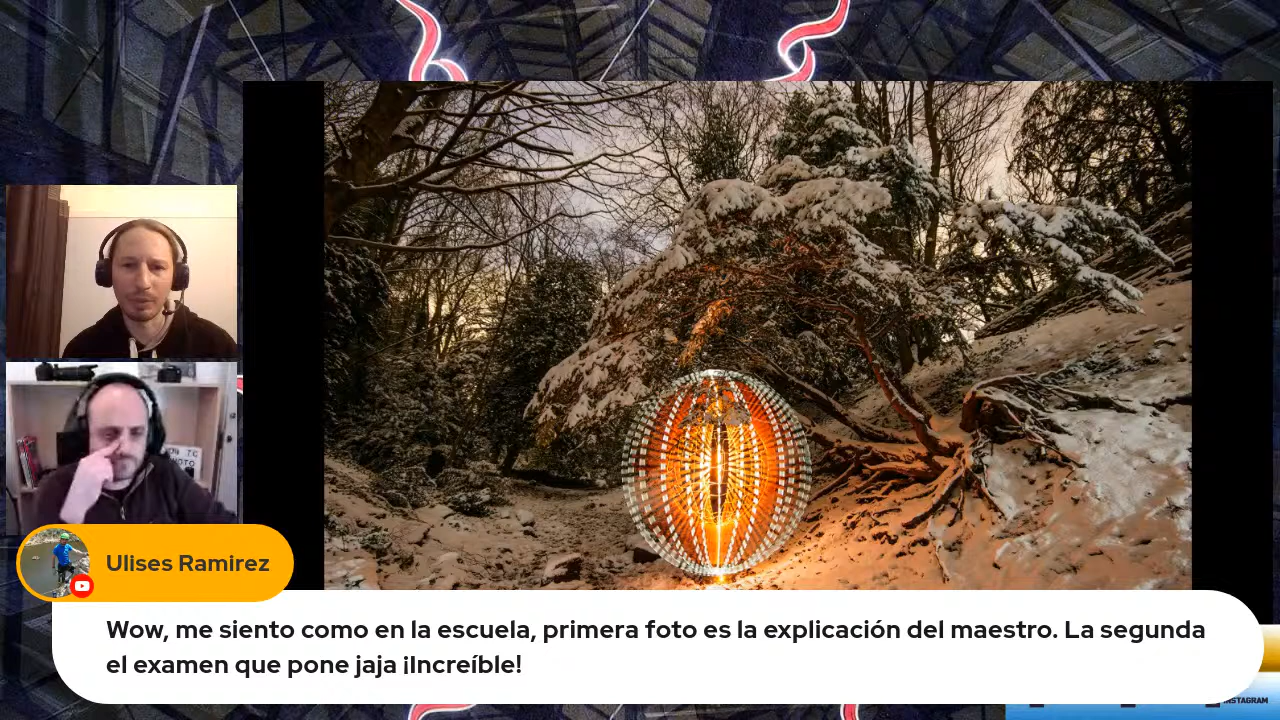 Ulises Ramirez
Wow, me siento como en la escuela, primera foto es la explicación del maestro. La segunda
el examen que pone jaja ¡Increíble!
INSTAGRAM